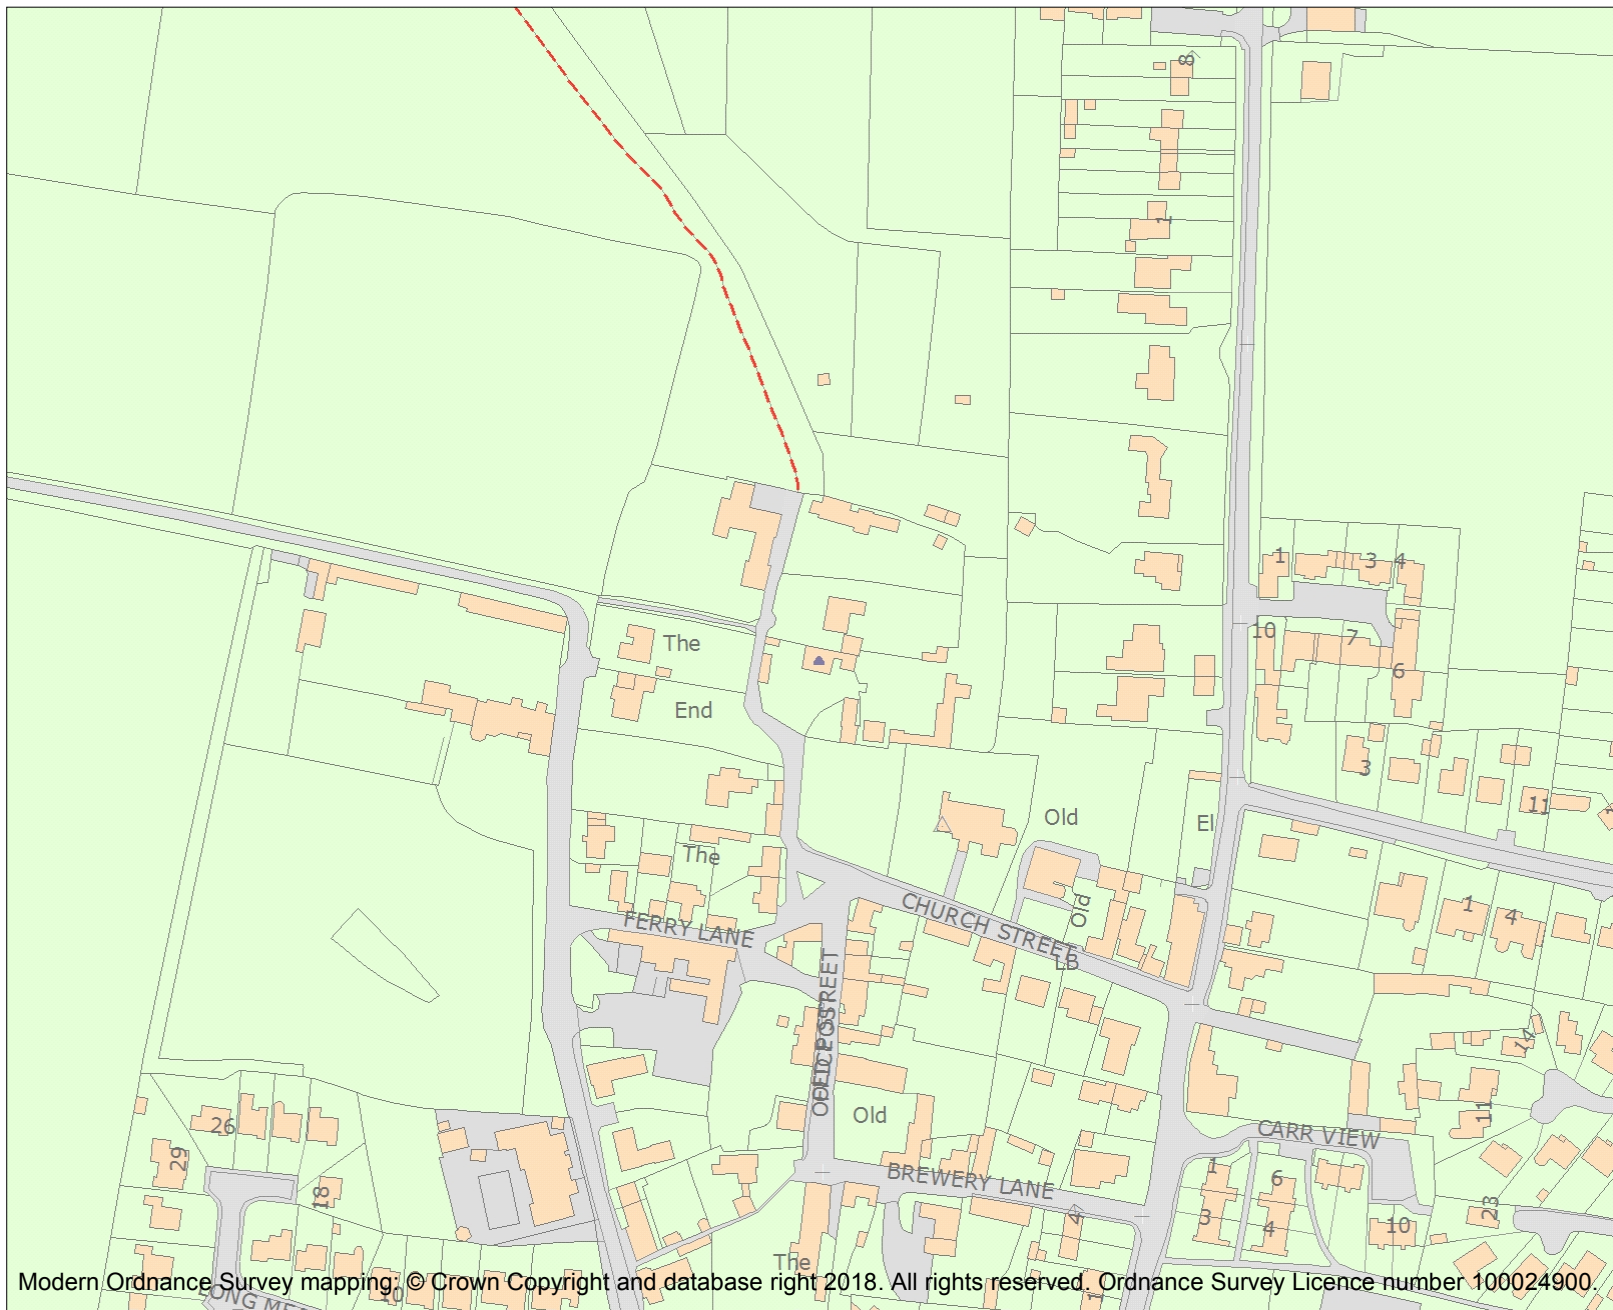 8
1
1
3
4
10
7
6
The
End
3
11
Old
El
The
1
4
Old
CHURCH STREET
FERRY LANE
LB
14
Old
11
26
CARR VIEW
29
1
6
BREWERY LANE
18
23
3
4
4
10
The
Modern Ordnance Survey mapping: © Crown Copyright and database right 2018. All rights reserved. Ordnance Survey Licence number 100024900.
10
1